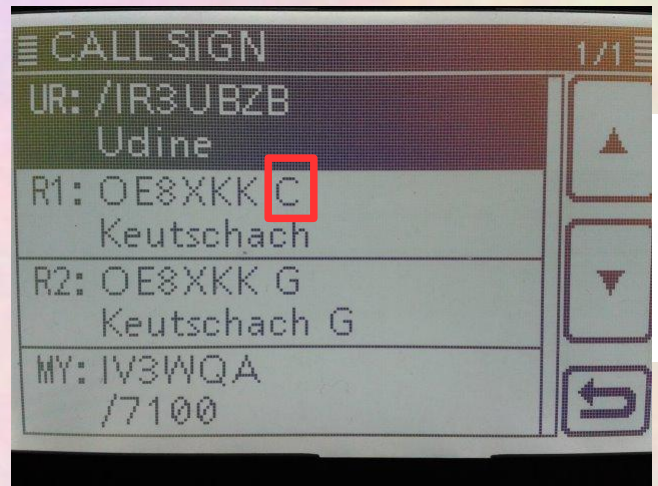 CALL SIGN 1/1
UR: /IR3UBZB
Udine
R1: OE8XKK C
Keutschach
R2: OE8XKK G
Keutschach G
MY: IV3WQA
/7100